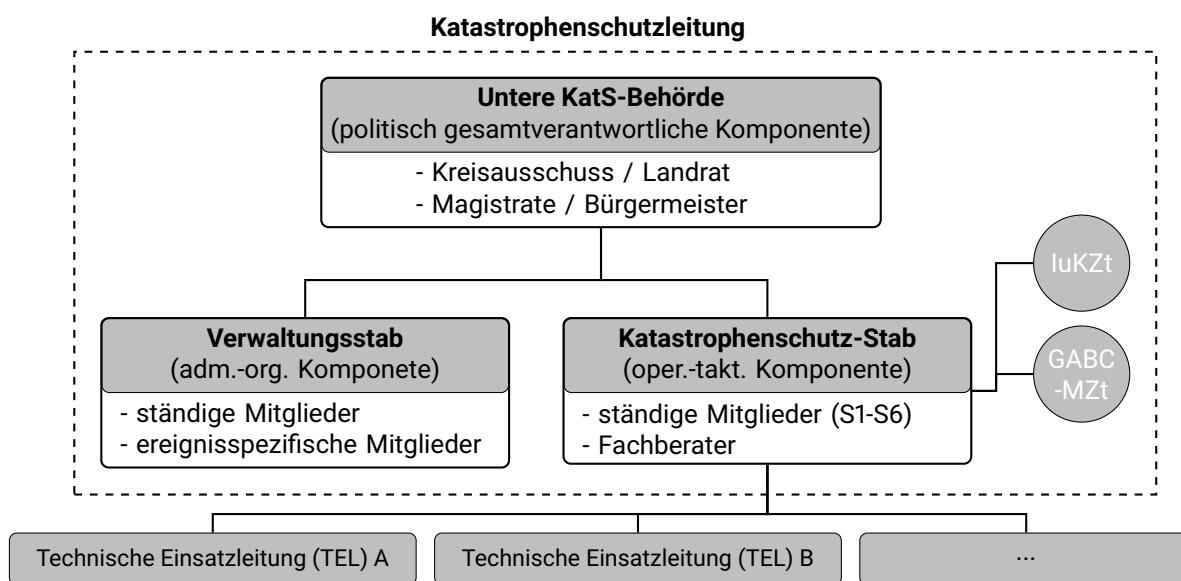 Katastrophenschutzleitung
Untere KatS-Behörde
(politisch gesamtverantwortliche Komponente)
- Kreisausschuss / Landrat
- Magistrate / Bürgermeister
IuKZt
Verwaltungsstab
(adm.-org. Komponete)
- ständige Mitglieder
- ereignisspezifische Mitglieder
Katastrophenschutz-Stab
(oper.-takt. Komponente)
- ständige Mitglieder (S1-S6)
- Fachberater
GABC
-MZt
Technische Einsatzleitung (TEL) A
Technische Einsatzleitung (TEL) B
...